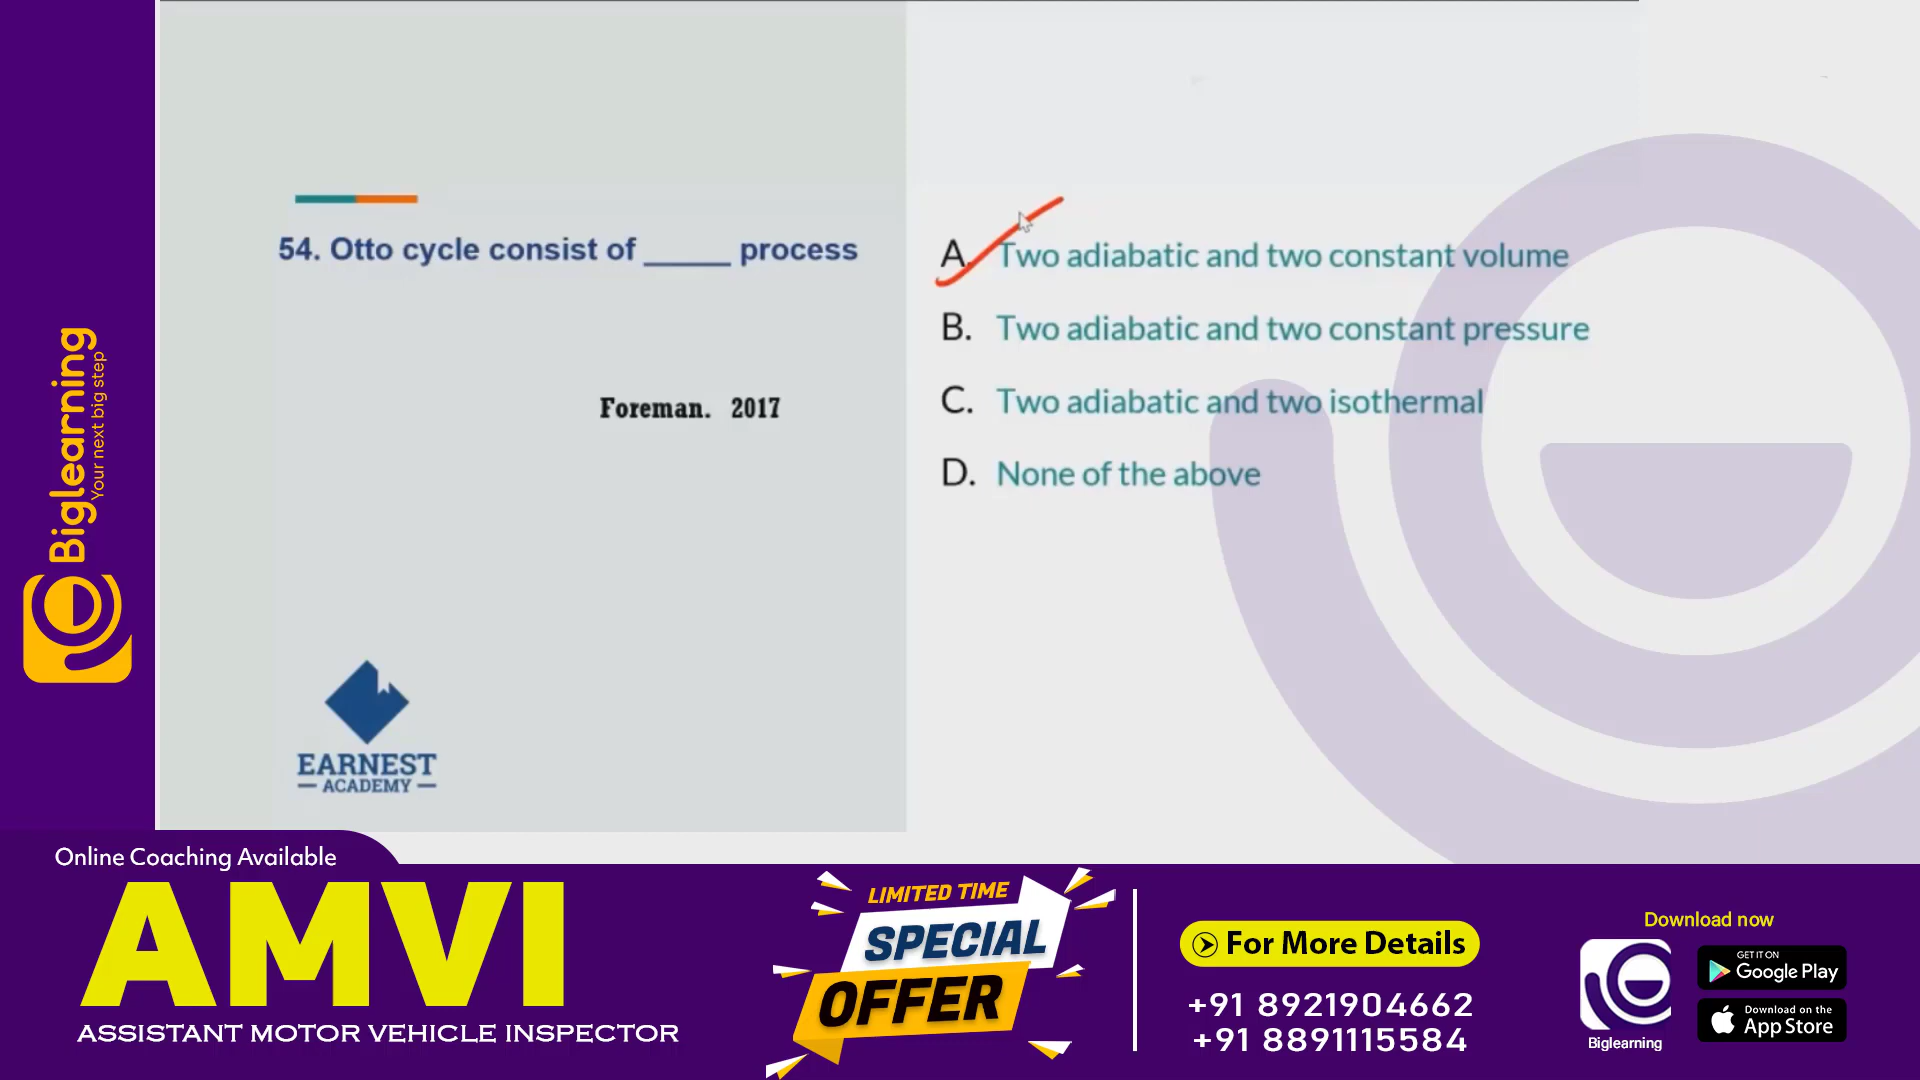 Biglearning
Your next big step
54. Otto cycle consist of _____ process
Foreman. 2017
A. Two adiabatic and two constant volume
B. Two adiabatic and two constant pressure
C. Two adiabatic and two isothermal
D. None of the above
EARNEST
ACADEMY
Online Coaching Available
AMVI
ASSISTANT MOTOR VEHICLE INSPECTOR
LIMITED TIME
SPECIAL
OFFER
For More Details
+91 8921904662
+91 8891115584
Download now
Biglearning
GET IT ON
Google Play
Download on the
App Store